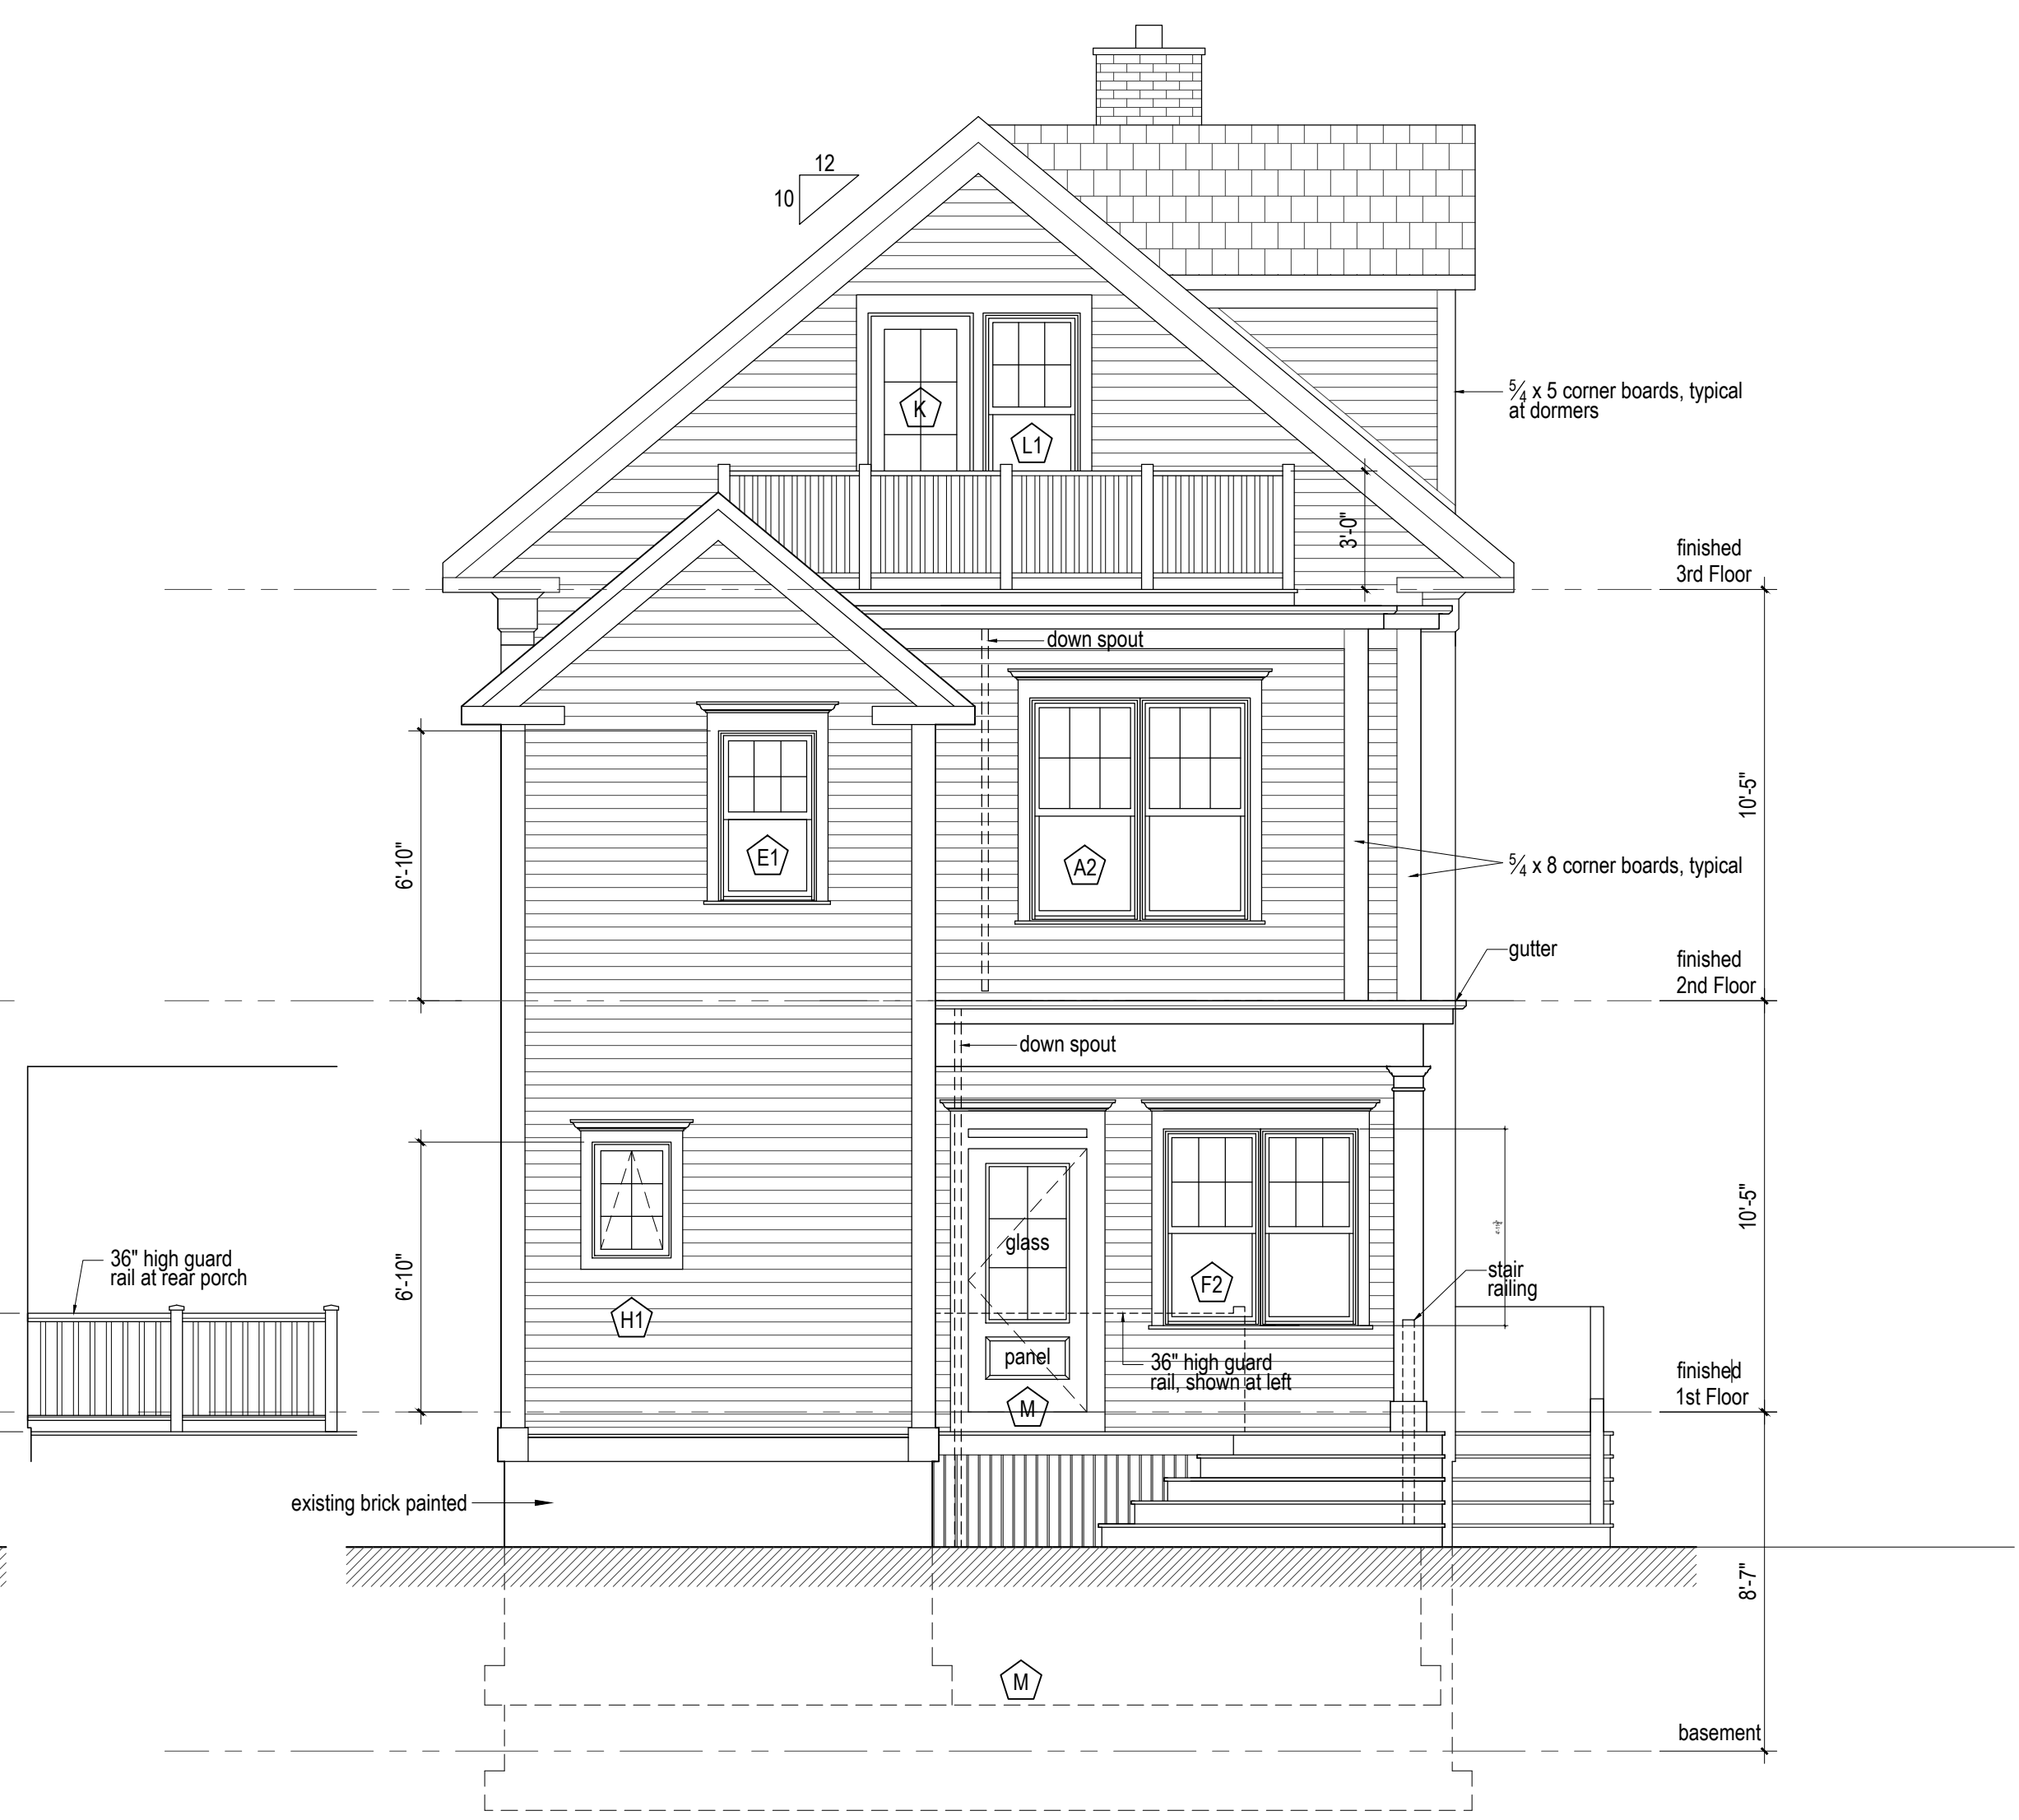 12
10
K
L1
5⁄4 x 5 corner boards, typical
at dormers
3'-0"
finished
3rd Floor
down spout
10'-5"
6'-10"
E1
A2
5⁄4 x 8 corner boards, typical
gutter
finished
2nd Floor
down spout
10'-5"
36" high guard
rail at rear porch
6'-10"
glass
F2
stair
railing
H1
panel
36" high guard
rail, shown at left
M
finished
1st Floor
existing brick painted
8'-7"
M
basement